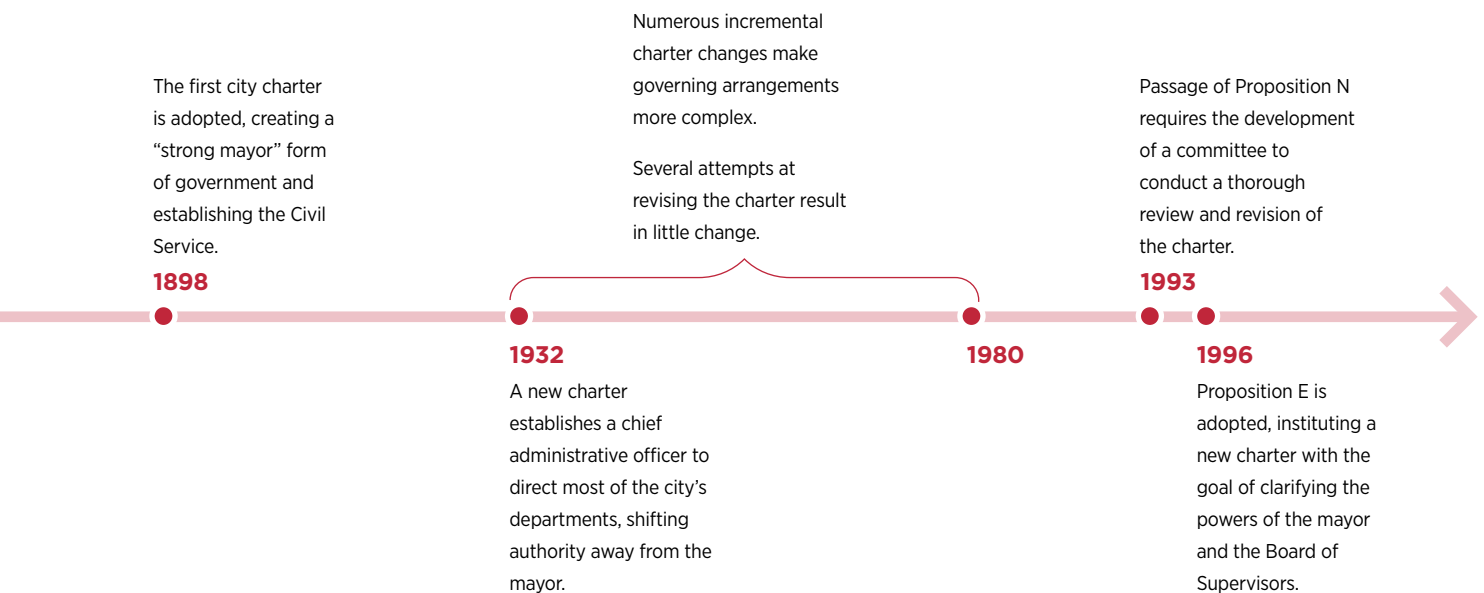 The first city charter
is adopted, creating a
“strong mayor” form
of government and
establishing the Civil
Service.
1898
1932
A new charter
establishes a chief
administrative officer to
direct most of the city’s
departments, shifting
authority away from the
mayor.
Numerous incremental
charter changes make
governing arrangements
more complex.
Several attempts at
revising the charter result
in little change.
1980
Passage of Proposition N
requires the development
of a committee to
conduct a thorough
review and revision of
the charter.
1993
1996
Proposition E is
adopted, instituting a
new charter with the
goal of clarifying the
powers of the mayor
and the Board of
Supervisors.